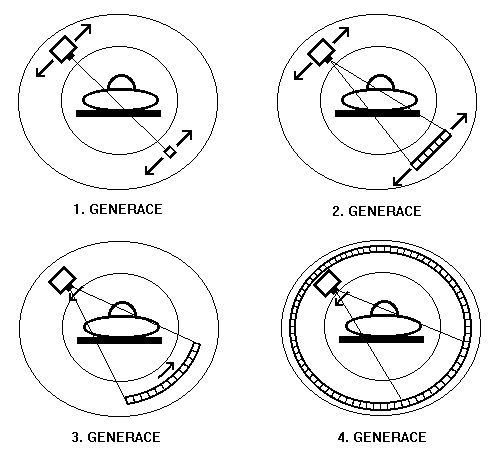 1. GENERACE
2. GENERACE
3. GENERACE
4. GENERACE